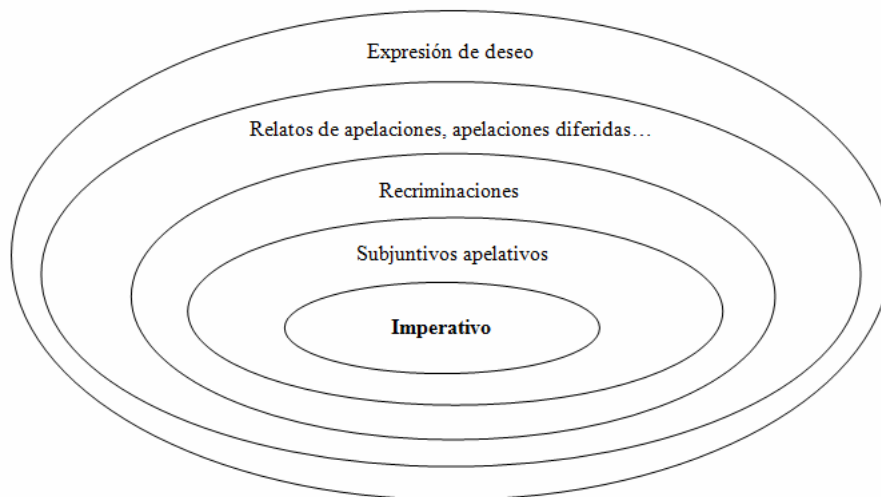 Expresión de deseo
Relatos de apelaciones, apelaciones diferidas…
Recriminaciones
Subjuntivos apelativos
Imperativo